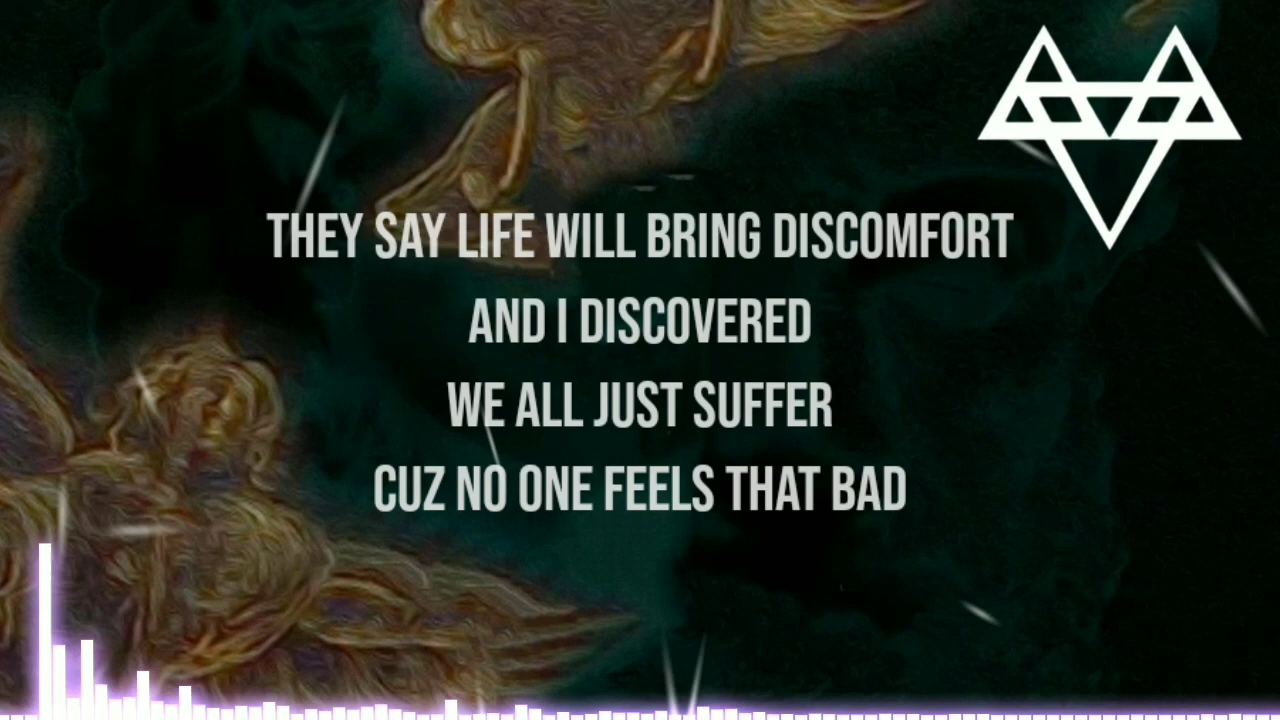 THEY SAY LIFE WILL BRING DISCOMFORT
AND I DISCOVERED
WE ALL JUST SUFFER
CUZ NO ONE FEELS THAT BAD